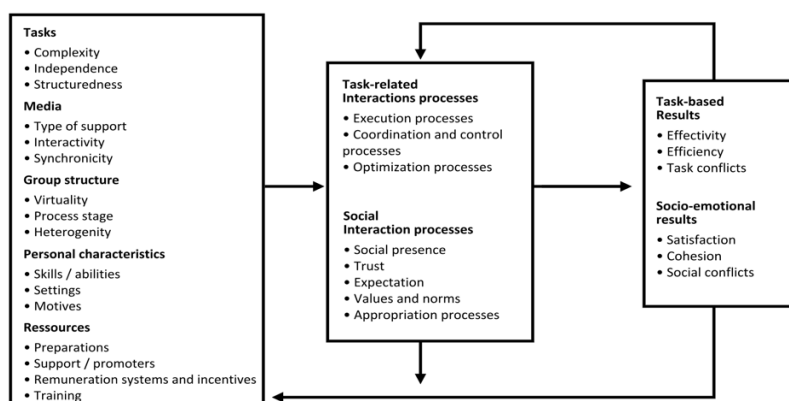 Tasks
• Complexity
• Independence
• Structuredness
Media
• Type of support
• Interactivity
• Synchronicity
Group structure
• Virtuality
• Process stage
• Heterogenity
Personal characteristics
• Skills / abilities
• Settings
• Motives
Ressources
• Preparations
• Support / promoters
• Remuneration systems and incentives
• Training
Task-related
Interactions processes
• Execution processes
• Coordination and control
processes
• Optimization processes
Social
Interaction processes
• Social presence
• Trust
• Expectation
• Values and norms
• Appropriation processes
Task-based
Results
• Effectivity
• Efficiency
• Task conflicts
Socio-emotional
results
• Satisfaction
• Cohesion
• Social conflicts